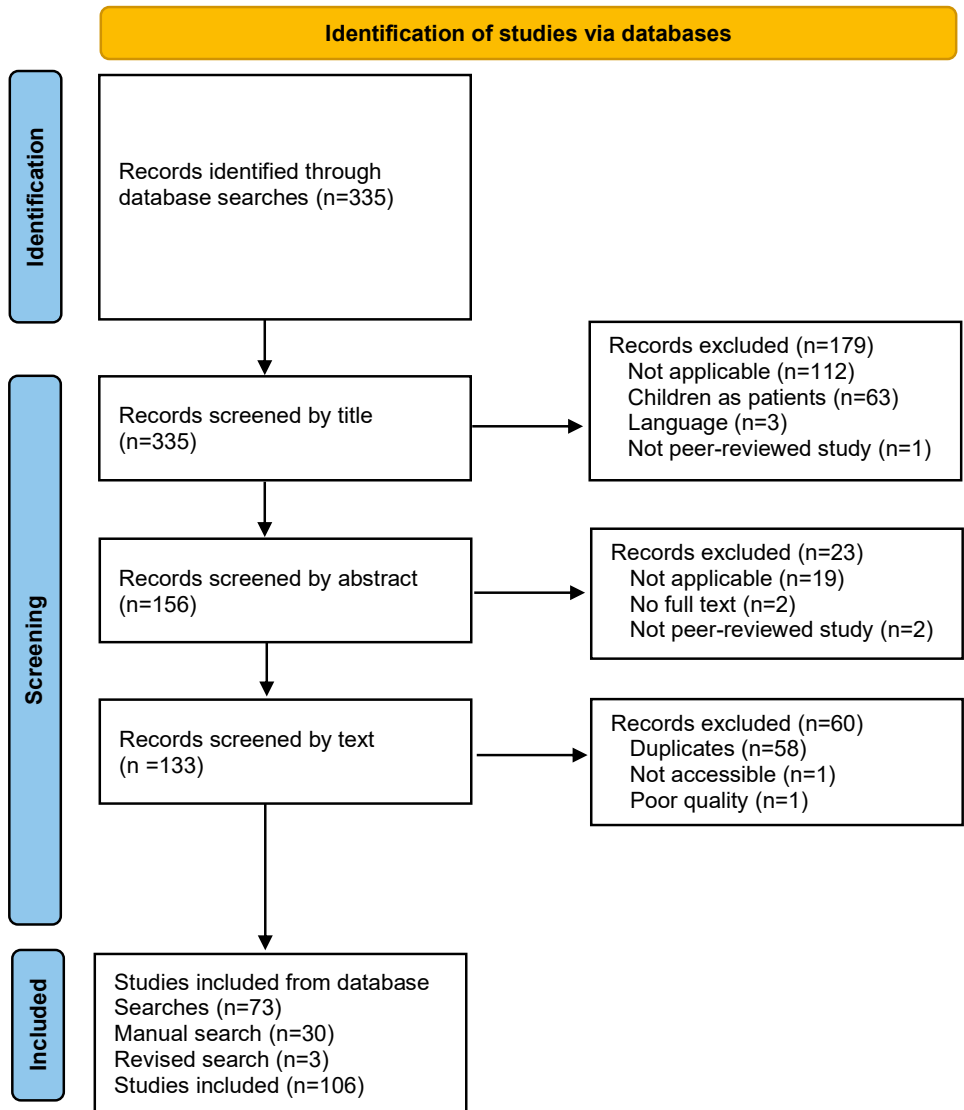 Identification of studies via databases
Identification
Records identified through
database searches (n=335)
Screening
Records screened by title
(n=335)
Records excluded (n=179)
Not applicable (n=112)
Children as patients (n=63)
Language (n=3)
Not peer-reviewed study (n=1)
Records screened by abstract
(n=156)
Records excluded (n=23)
Not applicable (n=19)
No full text (n=2)
Not peer-reviewed study (n=2)
Records screened by text
(n =133)
Records excluded (n=60)
Duplicates (n=58)
Not accessible (n=1)
Poor quality (n=1)
Included
Studies included from database
Searches (n=73)
Manual search (n=30)
Revised search (n=3)
Studies included (n=106)